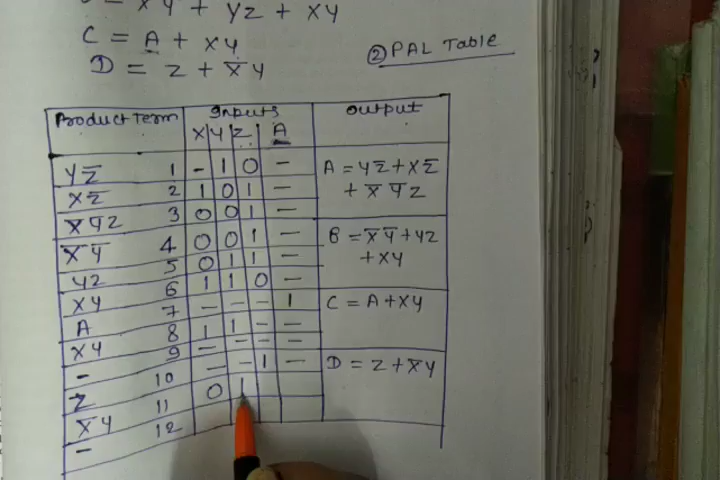 = x̅y̅ + yz + xy
C = A + xy
D = z + x̅y
② PAL Table
Product term Inputs Output
x y z A
yz̅ 1 - 1 0 - A = yz̅ + xz̅
xz̅ 2 1 0 1 - + x̅ y̅ z
x̅y̅z 3 0 0 1 -
x̅y̅ 4 0 0 1 - B = x̅y̅ + yz
yz 5 0 1 1 - + xy
xy 6 1 1 0 -
A 7 - - - 1 C = A + xy
xy 8 1 1 - -
- 9 - - - -
z 10 - - 1 - D = z + x̅y
x̅y 11 0 1
- 12